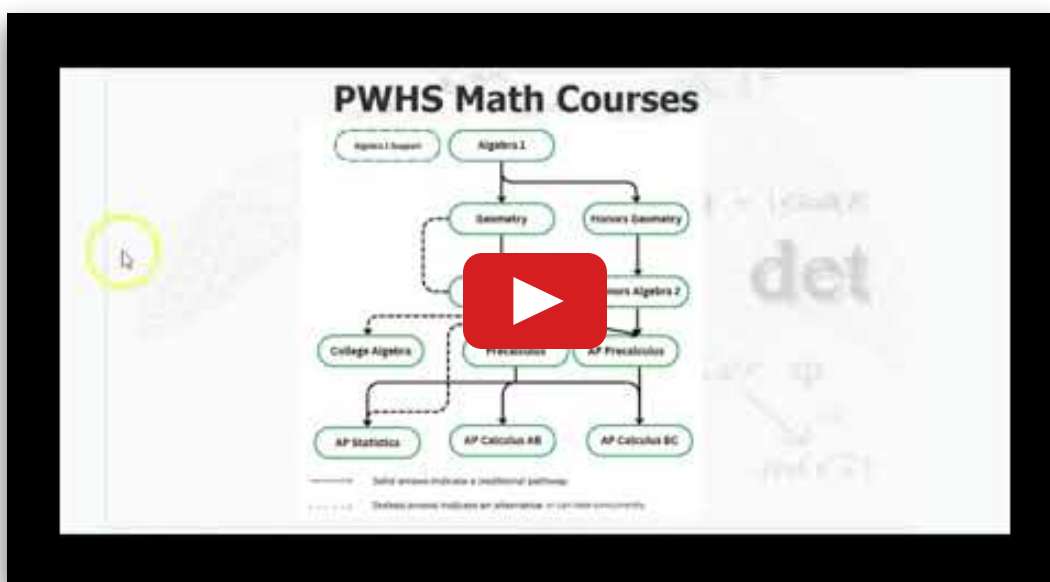 PWHS Math Courses
Algebra 1 Support
Algebra 1
Geometry
Honors Geometry
Algebra 2
College Algebra
Precalculus
AP Precalculus
AP Statistics
AP Calculus AB
AP Calculus BC
Solid arrows indicate a traditional pathway
Dashed arrows indicate an alternative or can take concurrently
det